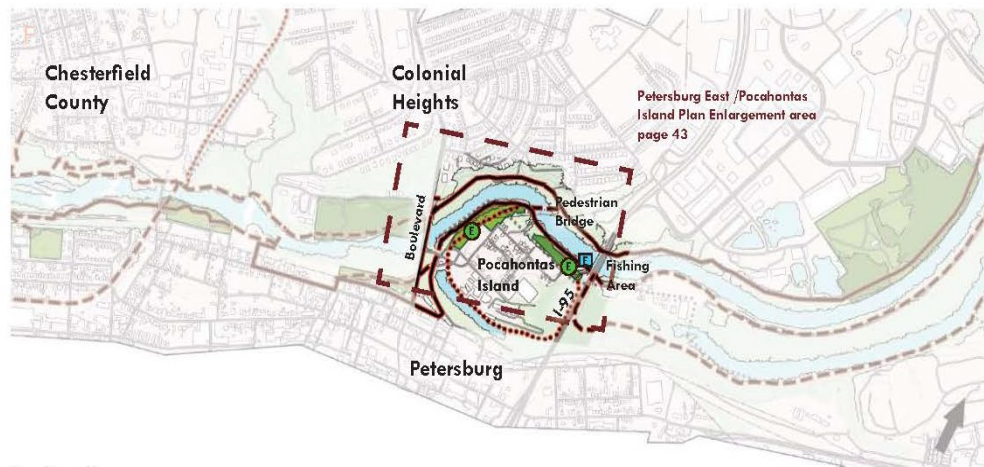 Chesterfield
County
Colonial
Heights
Petersburg East /Pocahontas
Island Plan Enlargement area
page 43
Boulevard
Pedestrian
Bridge
E
Pocahontas
Island
E
F
Fishing
Area
I-95
Petersburg